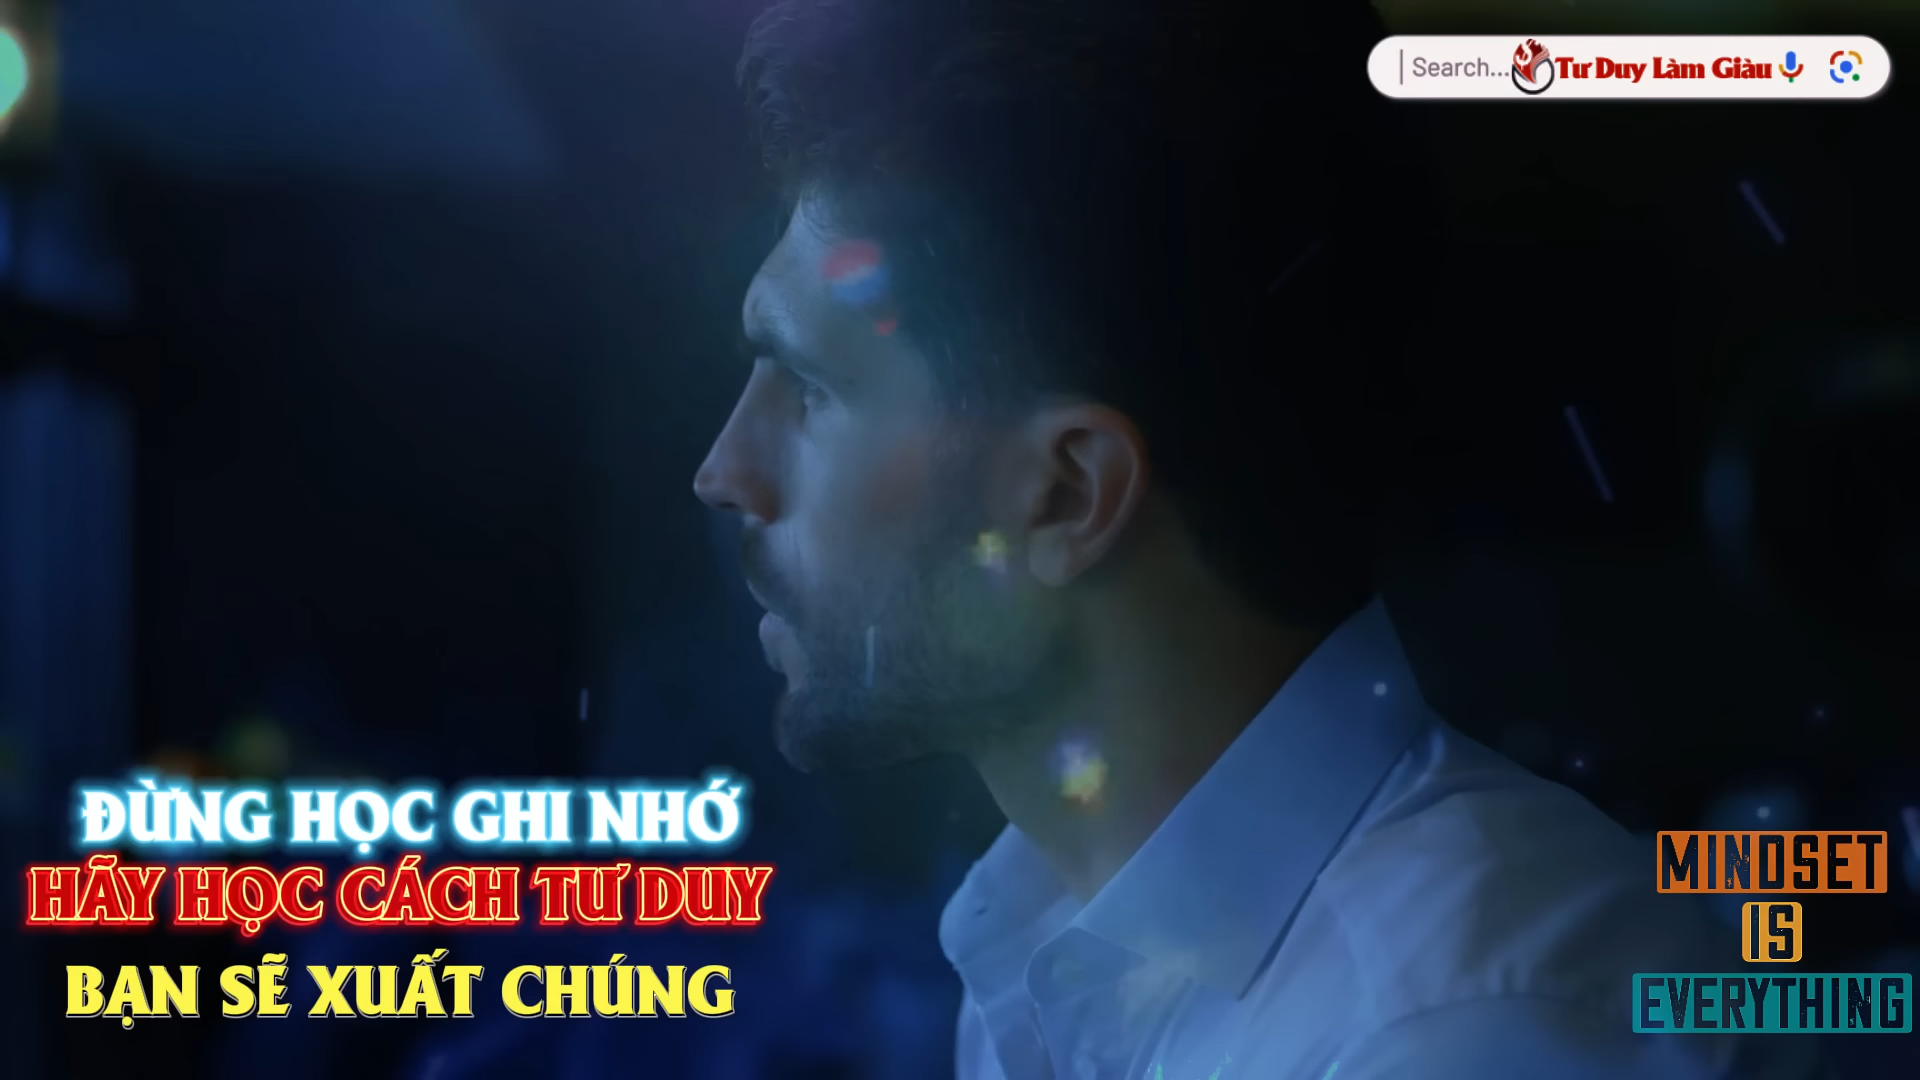 Search... Tư Duy Làm Giàu
ĐỪNG HỌC GHI NHỚ
HÃY HỌC CÁCH TƯ DUY
BẠN SẼ XUẤT CHÚNG
MINDSET
IS
EVERYTHING